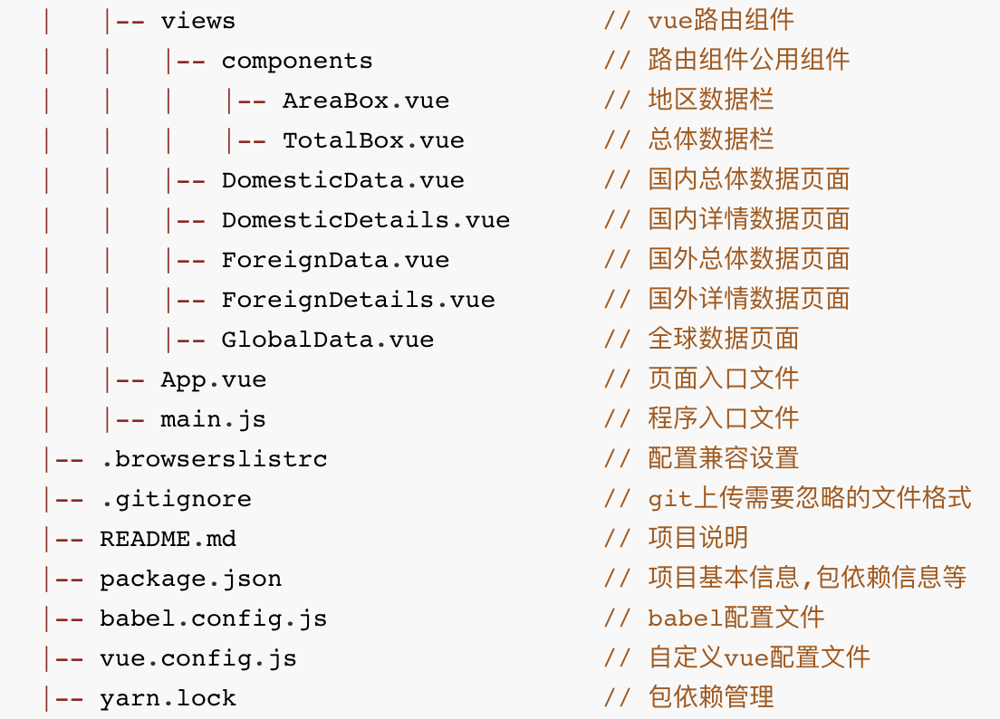 |   |-- views                        // vue路由组件
|   |   |-- components               // 路由组件公用组件
|   |   |   |-- AreaBox.vue          // 地区数据栏
|   |   |   |-- TotalBox.vue         // 总体数据栏
|   |   |-- DomesticData.vue         // 国内总体数据页面
|   |   |-- DomesticDetails.vue      // 国内详情数据页面
|   |   |-- ForeignData.vue          // 国外总体数据页面
|   |   |-- ForeignDetails.vue       // 国外详情数据页面
|   |   |-- GlobalData.vue           // 全球数据页面
|   |-- App.vue                      // 页面入口文件
|   |-- main.js                      // 程序入口文件
|-- .browserslistrc                  // 配置兼容设置
|-- .gitignore                       // git上传需要忽略的文件格式
|-- README.md                        // 项目说明
|-- package.json                     // 项目基本信息,包依赖信息等
|-- babel.config.js                  // babel配置文件
|-- vue.config.js                    // 自定义vue配置文件
|-- yarn.lock                        // 包依赖管理